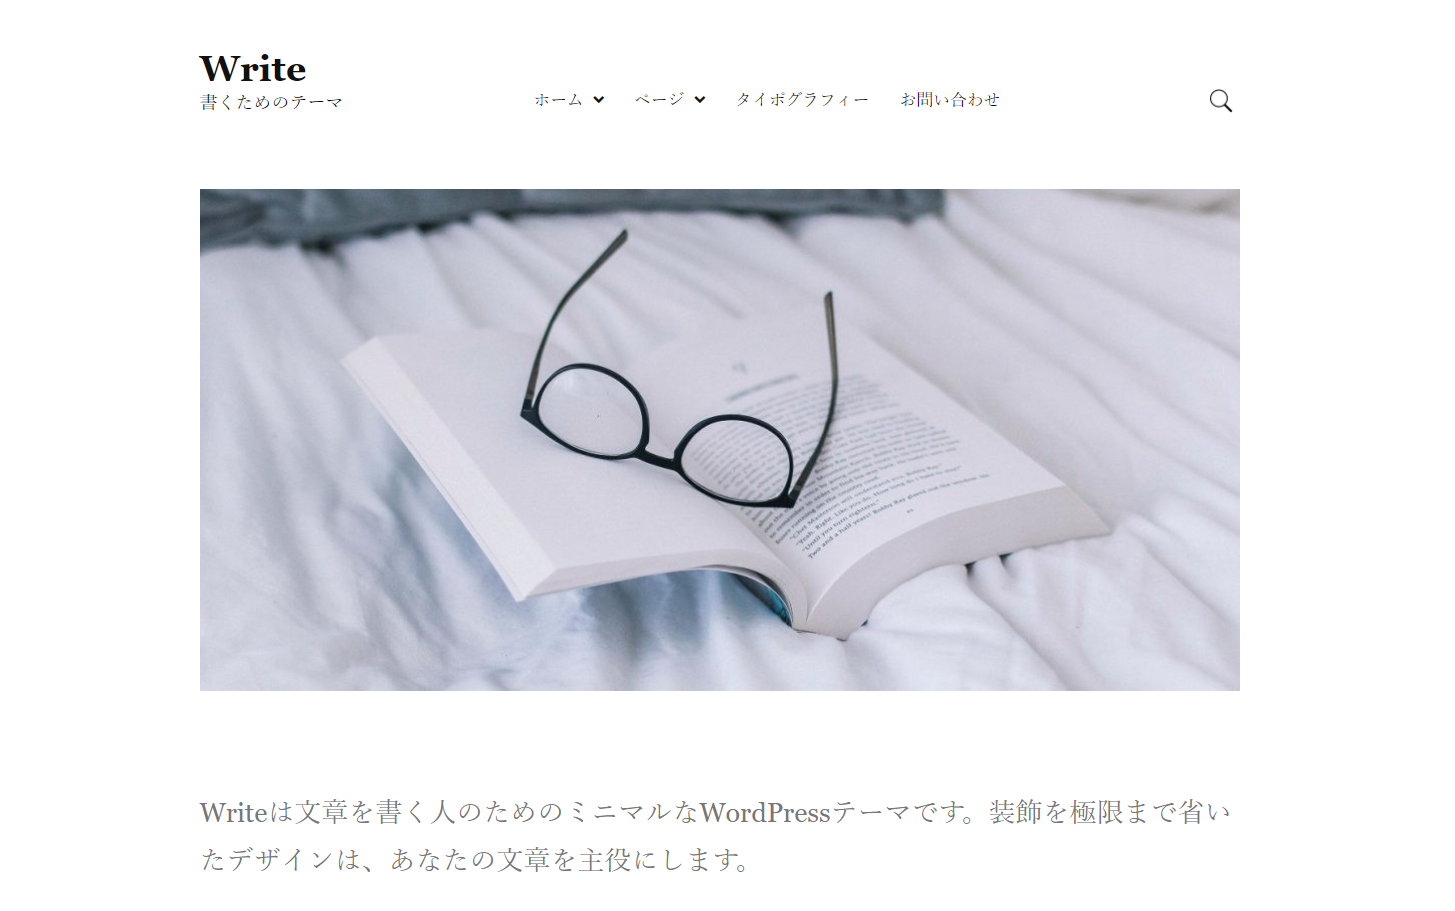 Write
書くためのテーマ
ホーム ページ タイポグラフィー お問い合わせ
Writeは文章を書く人のためのミニマルなWordPressテーマです。装飾を極限まで省い
たデザインは、あなたの文章を主役にします。